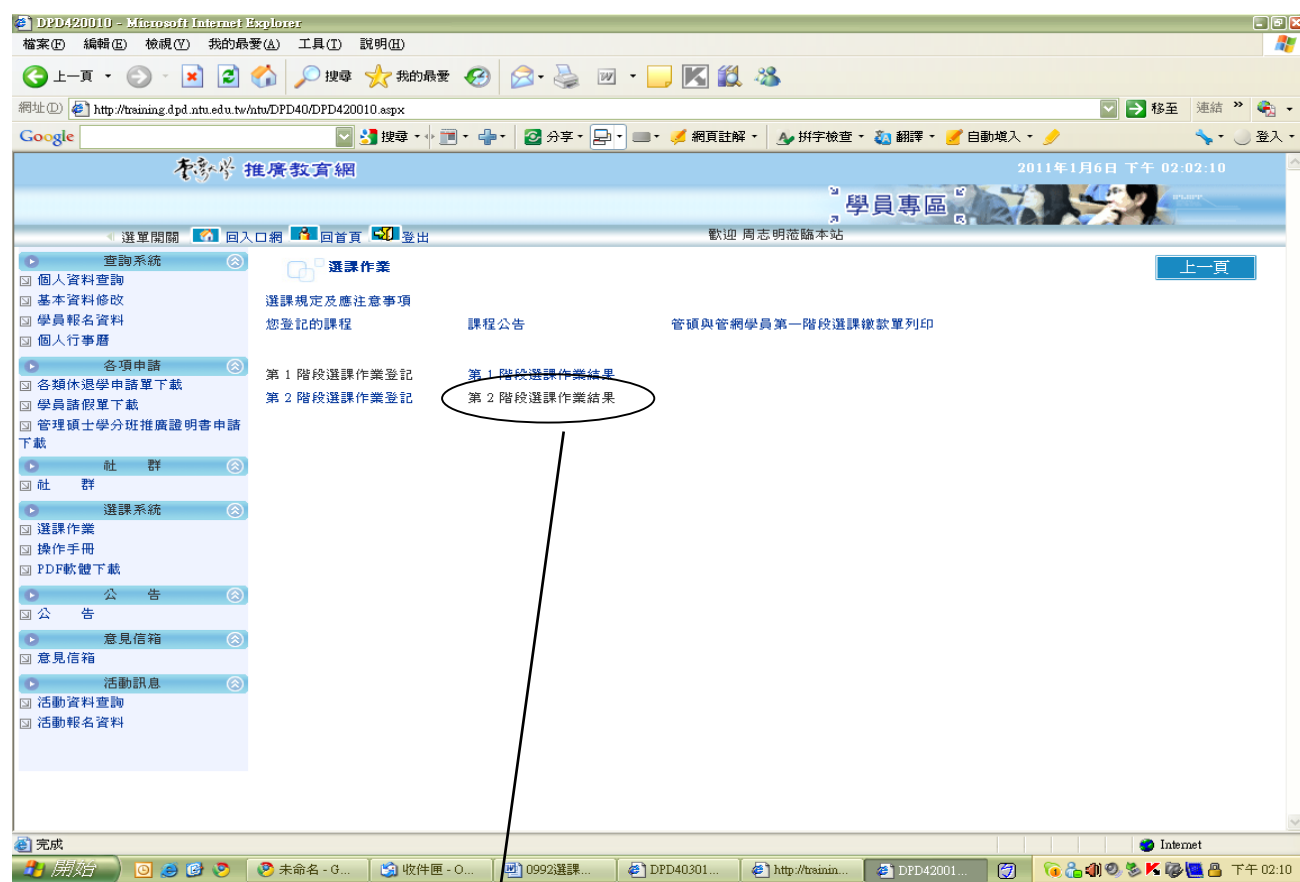 DPD420010 - Microsoft Internet Explorer
檔案(F) 編輯(E) 檢視(V) 我的最愛(A) 工具(T) 說明(H)
上一頁 搜尋 我的最愛
網址(D) http://training.dpd.ntu.edu.tw/ntu/DPD40/DPD420010.aspx 移至 連結 »
Google 搜尋 分享 網頁註解 拼字檢查 翻譯 自動填入 登入
推廣教育網 2011年1月6日 下午 02:02:10
學員專區
選單開關 回入口網 回首頁 登出 歡迎 周志明蒞臨本站
查詢系統
個人資料查詢
基本資料修改
學員報名資料
個人行事曆
各項申請
各類休退學申請單下載
學員請假單下載
管理碩士學分班推廣證明書申請
下載
社 群
社 群
選課系統
選課作業
操作手冊
PDF軟體下載
公 告
公 告
意見信箱
意見信箱
活動訊息
活動資料查詢
活動報名資料
選課作業 上一頁
選課規定及應注意事項
您登記的課程 課程公告 管碩與管網學員第一階段選課繳款單列印
第 1 階段選課作業登記 第 1 階段選課作業結果
第 2 階段選課作業登記 第 2 階段選課作業結果
完成 Internet
開始 未命名 - G... 收件匣 - O... 0992選課... DPD40301... http://trainin... DPD42001... 下午 02:10